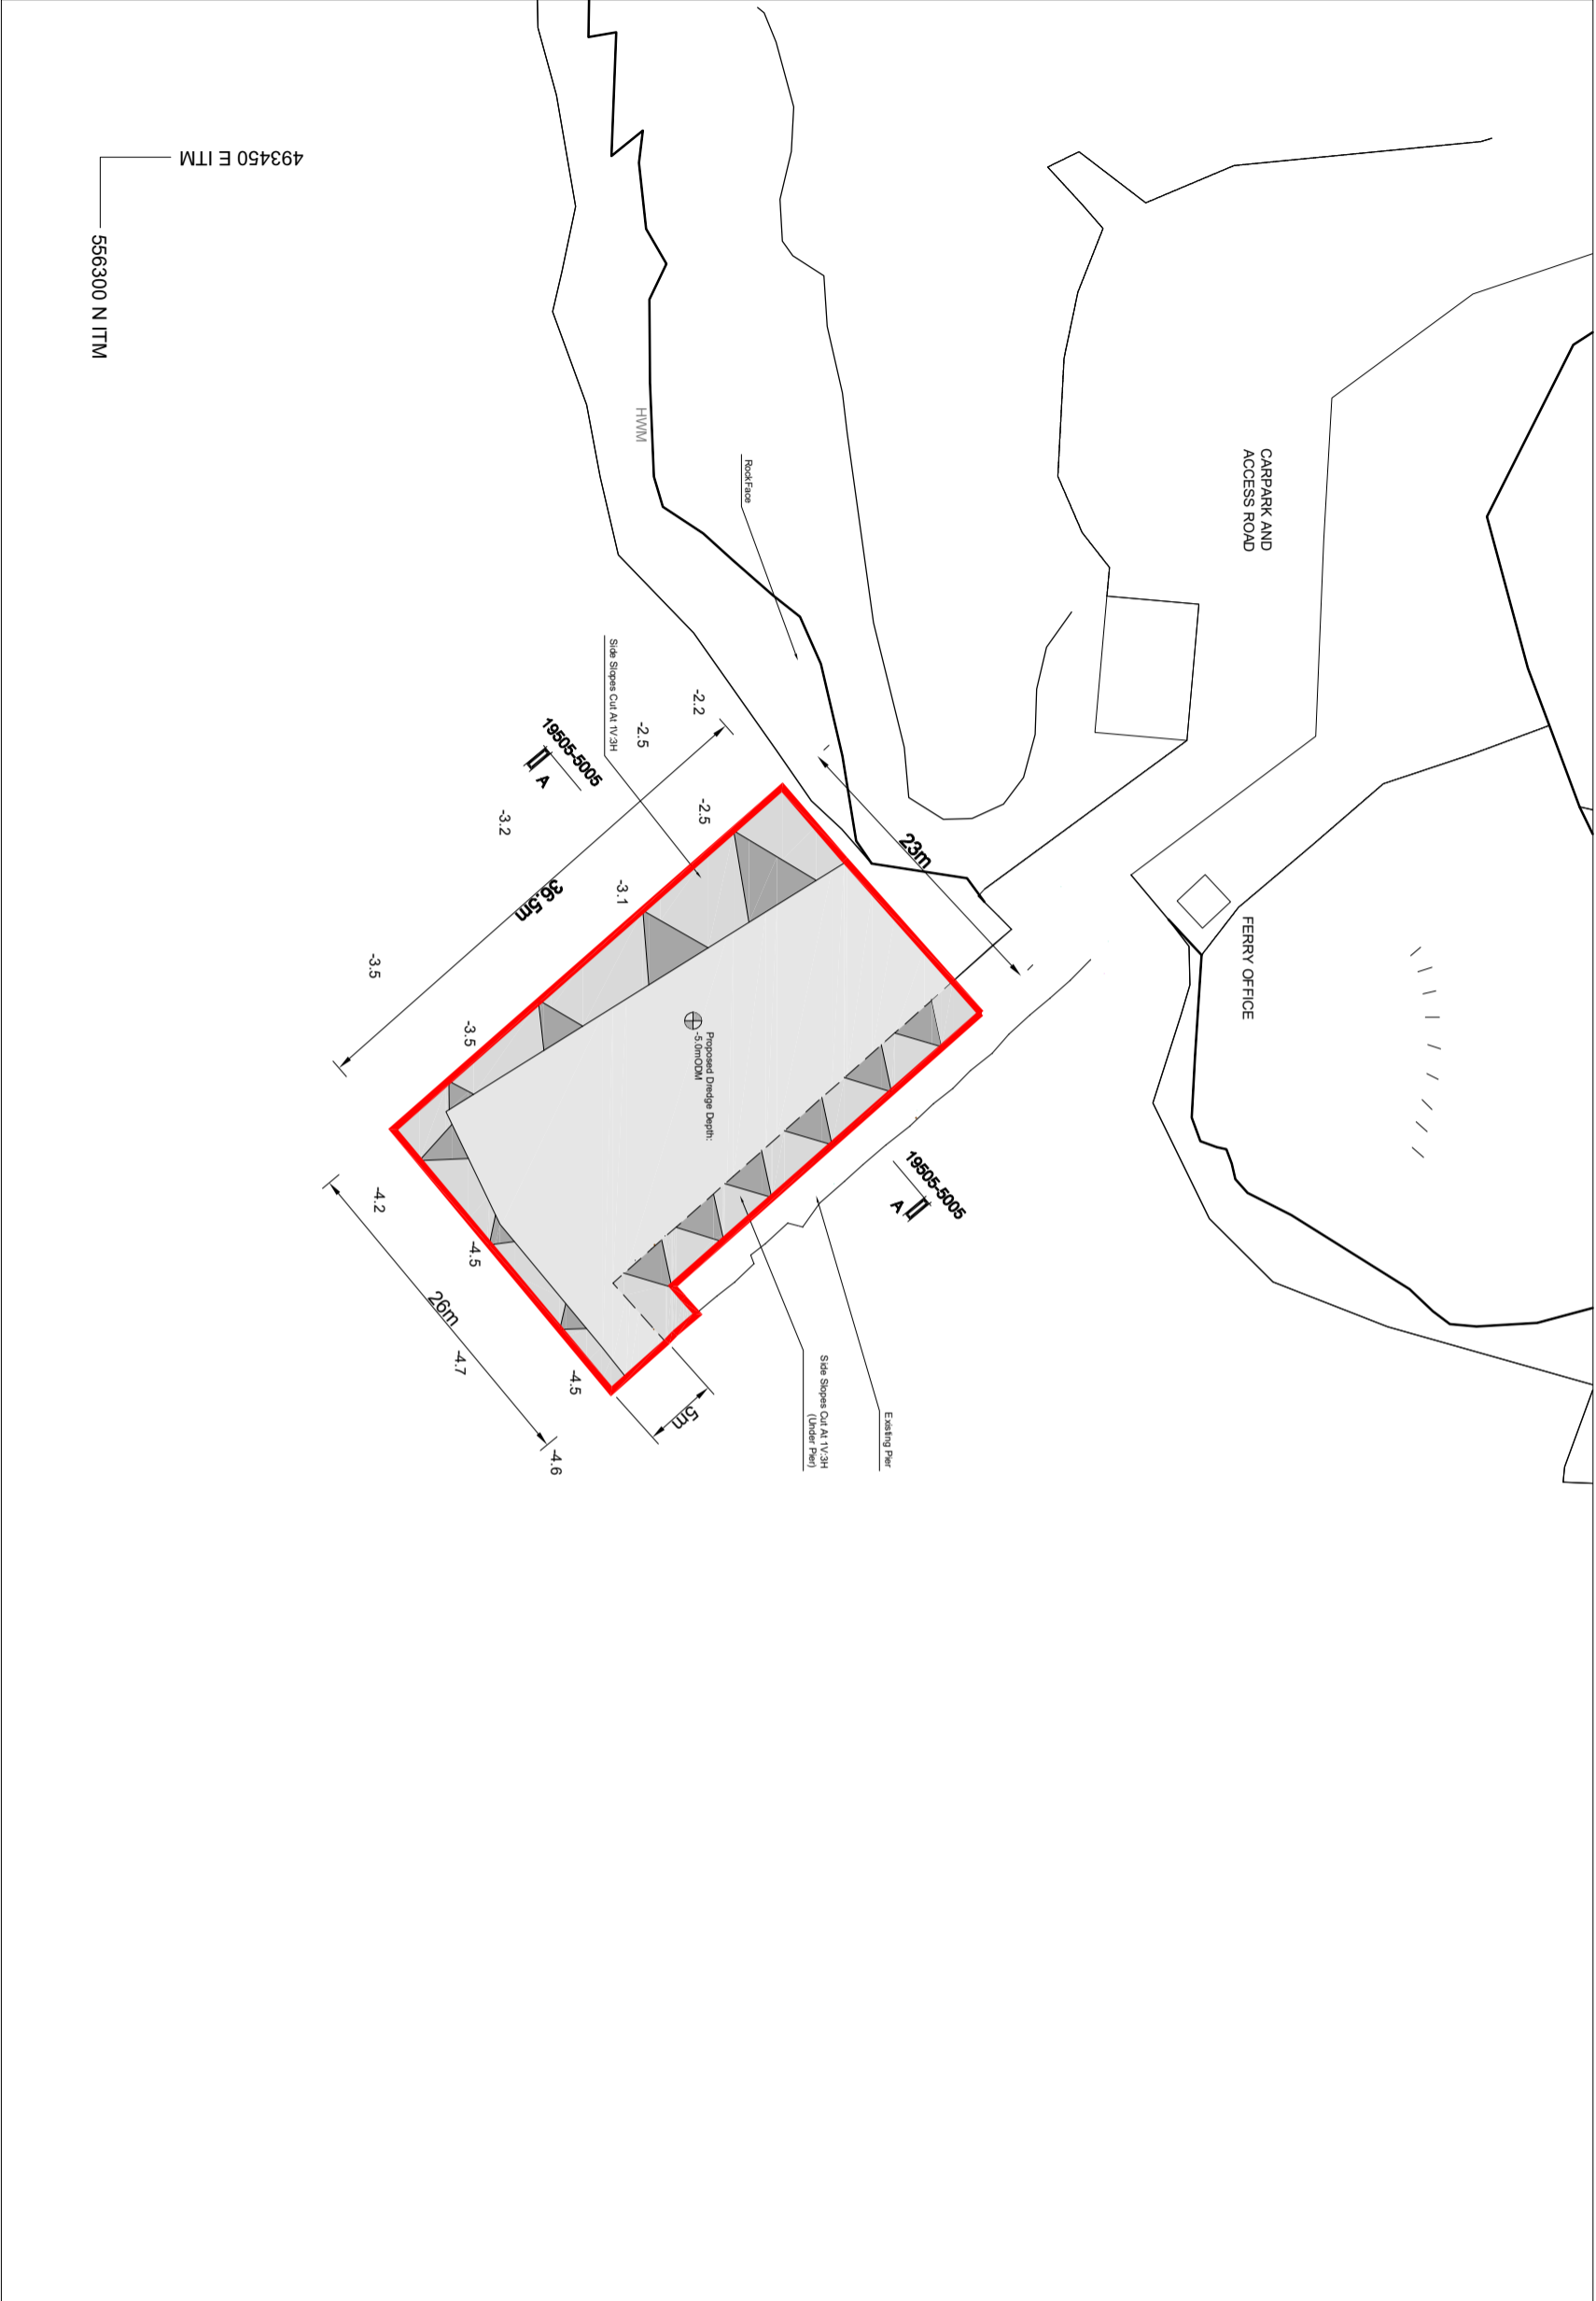 493450 E ITM
556300 N ITM
HWM
RockFace
CARPARK AND
ACCESS ROAD
FERRY OFFICE
Side Slopes Cut At 1V:3H
19505-5005
A
-2.2
-2.5
-2.5
-3.2
-3.1
-3.5
-3.5
36.5m
23m
Proposed Dredge Depth:
-5.0mODM
19505-5005
A
-4.2
-4.5
26m
-4.7
-4.5
-4.6
5m
Side Slopes Cut At 1V:3H
(Under Pier)
Existing Pier